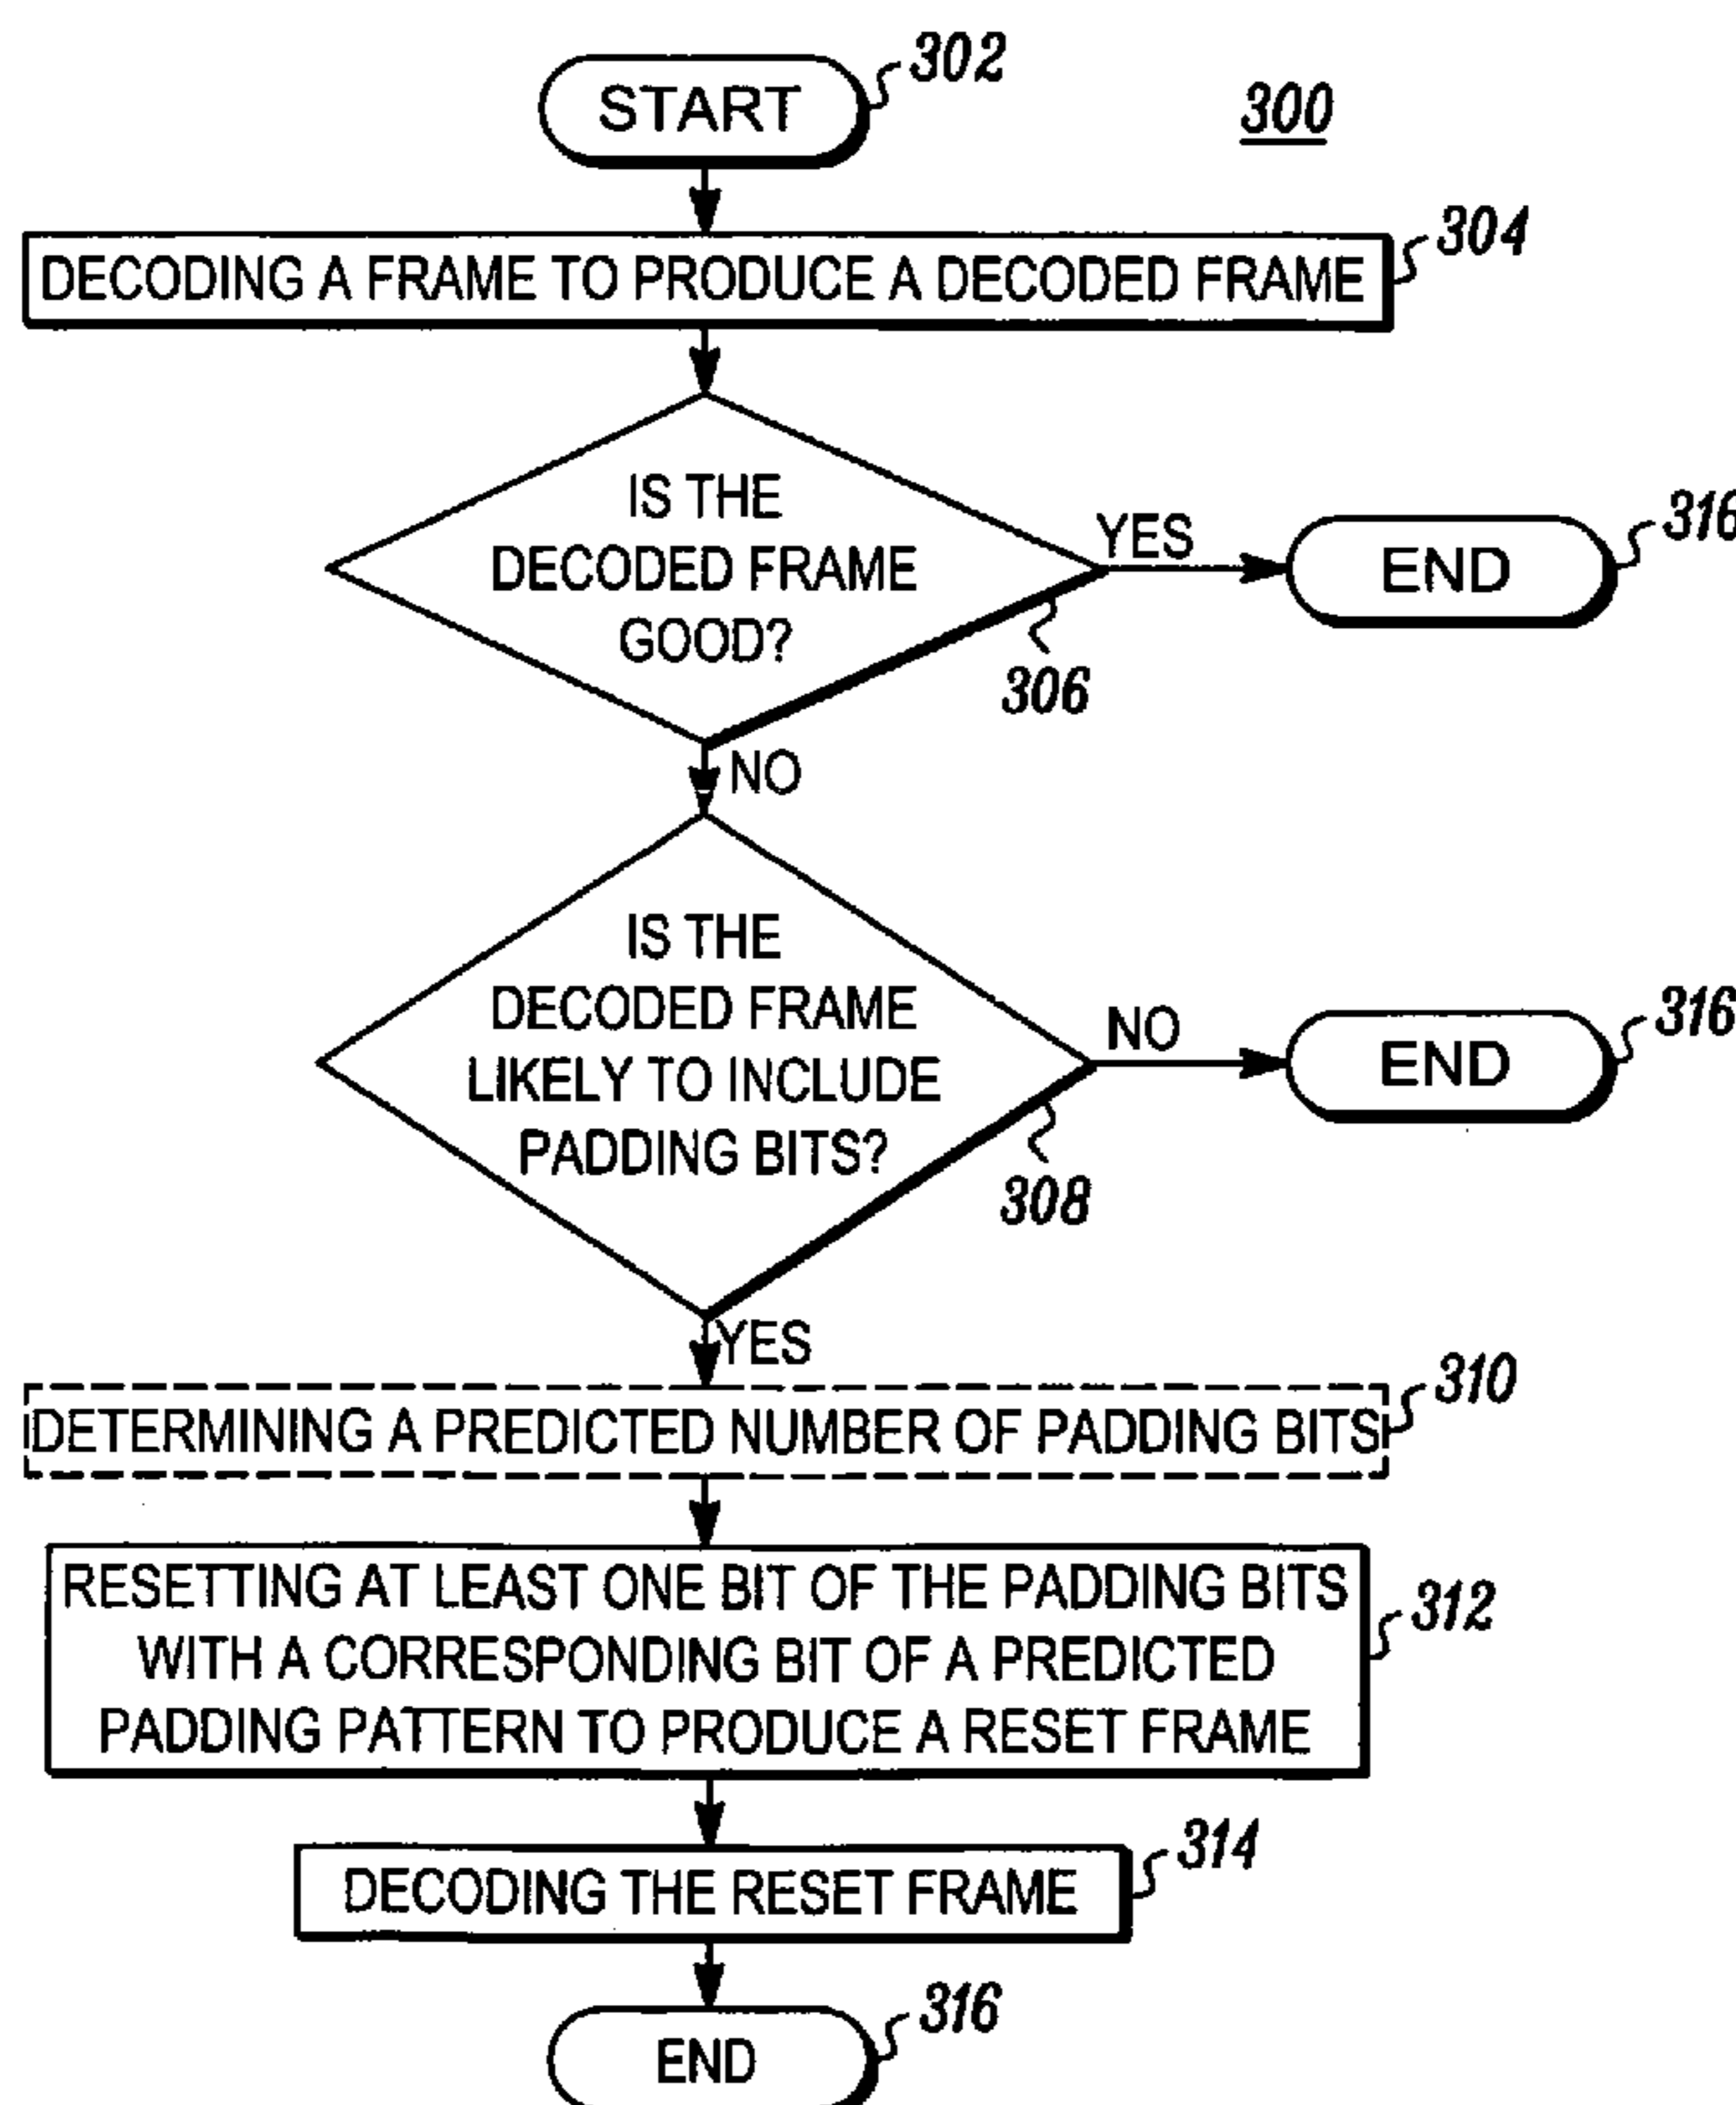 START
302
300
DECODING A FRAME TO PRODUCE A DECODED FRAME
304
IS THE
DECODED FRAME
GOOD?
YES
END
316
306
NO
IS THE
DECODED FRAME
LIKELY TO INCLUDE
PADDING BITS?
NO
END
316
308
YES
DETERMINING A PREDICTED NUMBER OF PADDING BITS
310
RESETTING AT LEAST ONE BIT OF THE PADDING BITS
WITH A CORRESPONDING BIT OF A PREDICTED
PADDING PATTERN TO PRODUCE A RESET FRAME
312
DECODING THE RESET FRAME
314
END
316